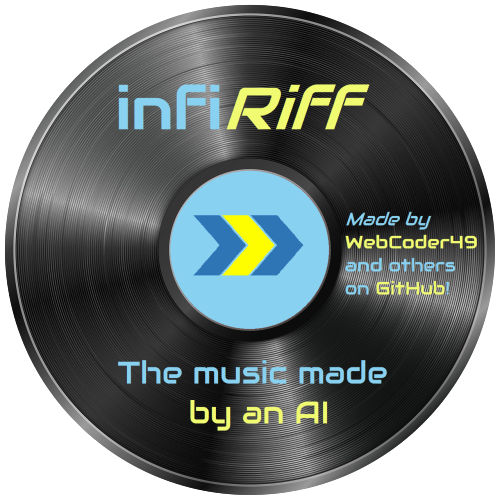 infiRiff
Made by
WebCoder49
and others
on GitHub!
The music made
by an AI